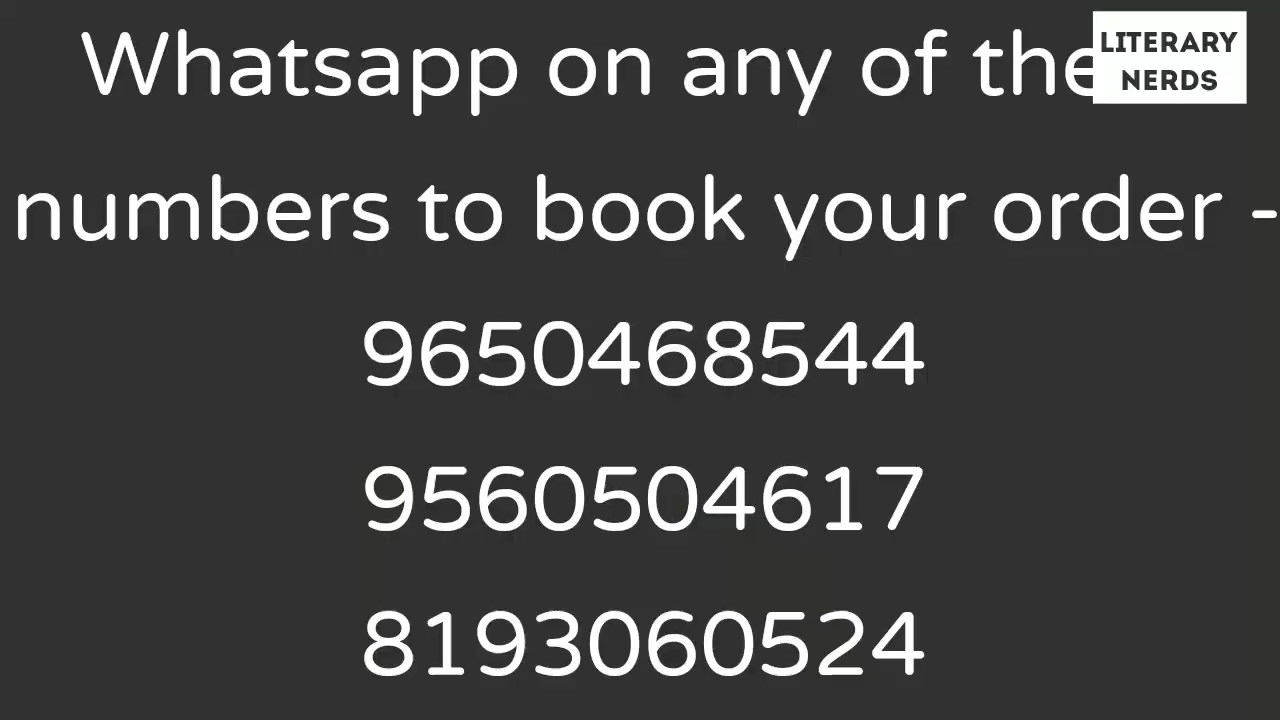 Whatsapp on any of the
LITERARY
NERDS
numbers to book your order -
9650468544
9560504617
8193060524